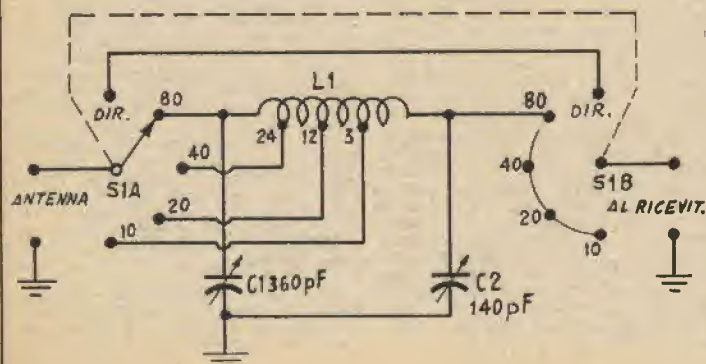 L1
DIR.
80
24
12
3
80
DIR.
40
40
S1A
S1B
ANTENNA
20
20
AL RICEVIT.
10
10
C1 360pF
C2
140pF